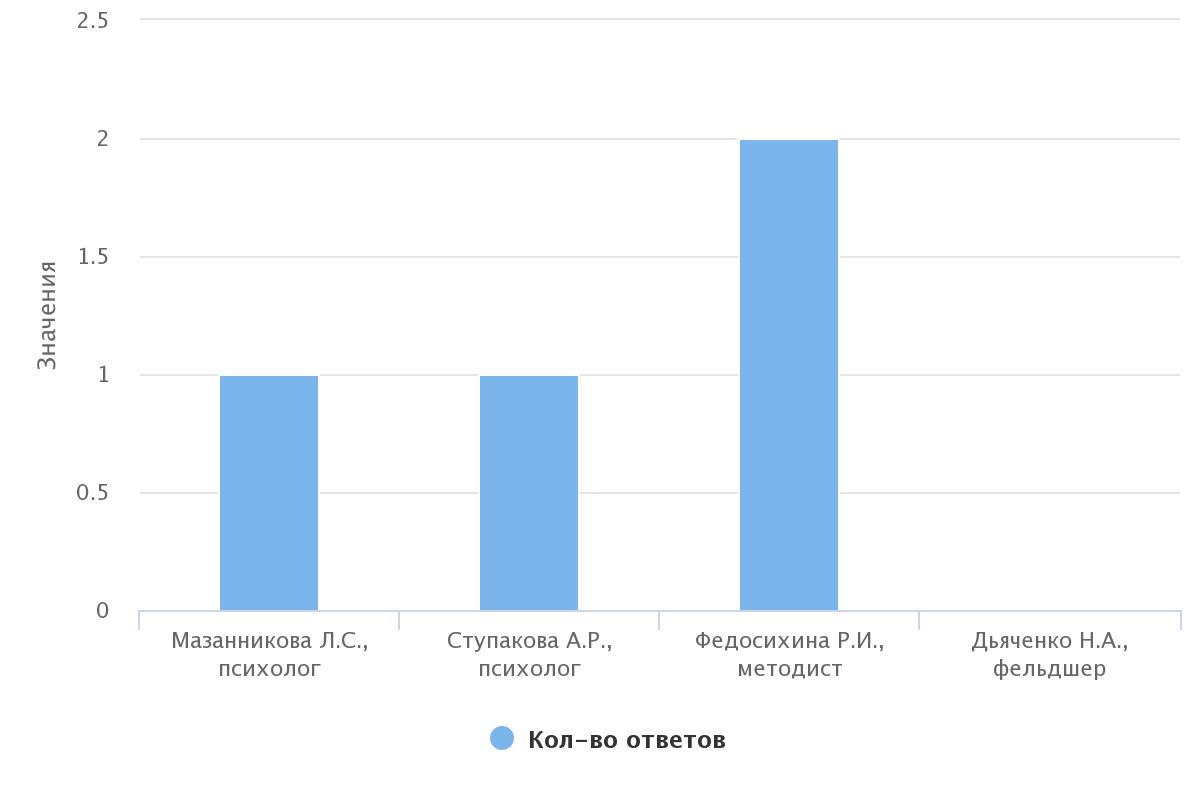 2.5
2
1.5
1
0.5
0
Значения
Мазанникова Л.С.,
психолог
Ступакова А.Р.,
психолог
Федосихина Р.И.,
методист
Дьяченко Н.А.,
фельдшер
Кол-во ответов